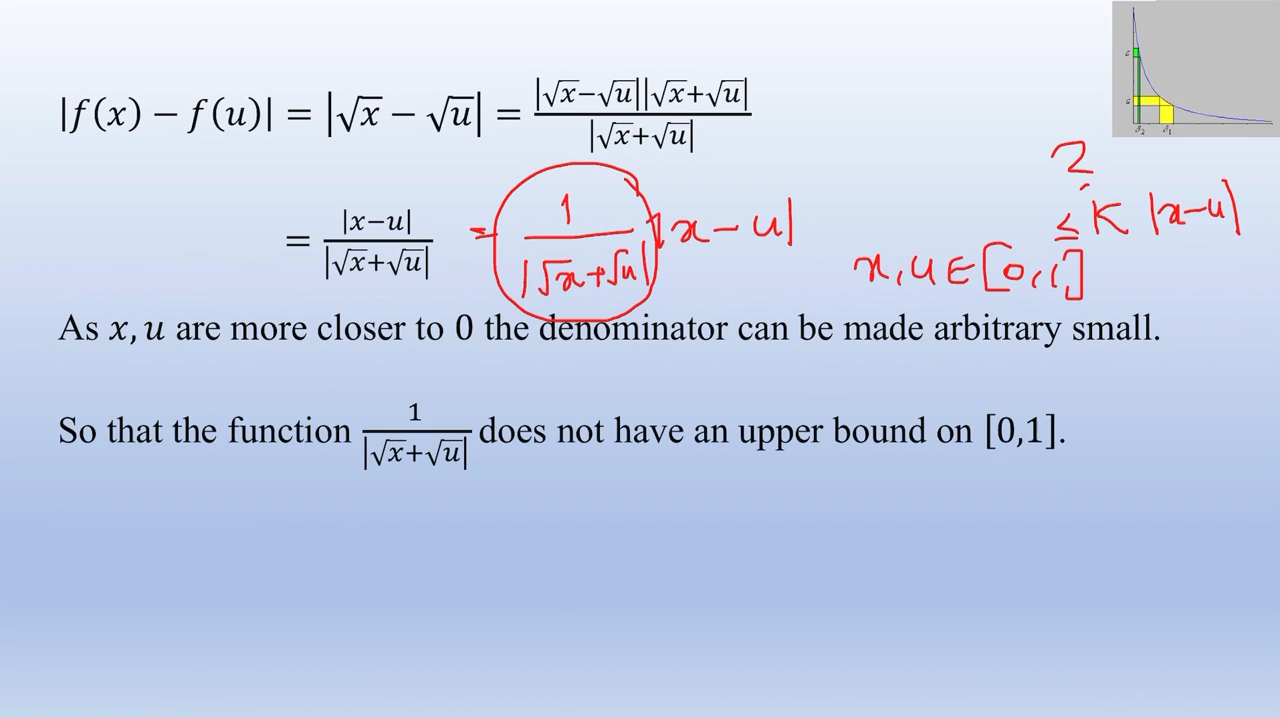 |f(x) − f(u)| = |√x − √u| = |√x−√u||√x+√u| / |√x+√u|
= |x−u| / |√x+√u| = 1 / |√x+√u| |x−u| ? ≤ K |x−u|
x, u ∈ [0,1]
As x, u are more closer to 0 the denominator can be made arbitrary small.
So that the function 1 / |√x+√u| does not have an upper bound on [0,1].